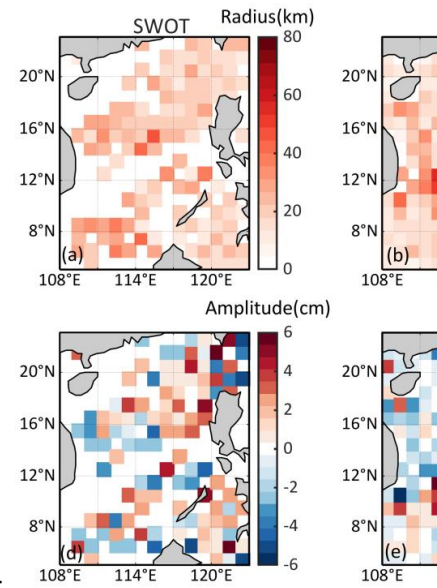 SWOT
Radius(km)
80
60
40
20
0
20°N
16°N
12°N
8°N
(a)
108°E
114°E
120°E
20°N
16°N
12°N
8°N
(b)
108°
Amplitude(cm)
6
4
2
0
-2
-4
-6
20°N
16°N
12°N
8°N
(d)
108°E
114°E
120°E
20°N
16°N
12°N
8°N
(e)
108°E
.